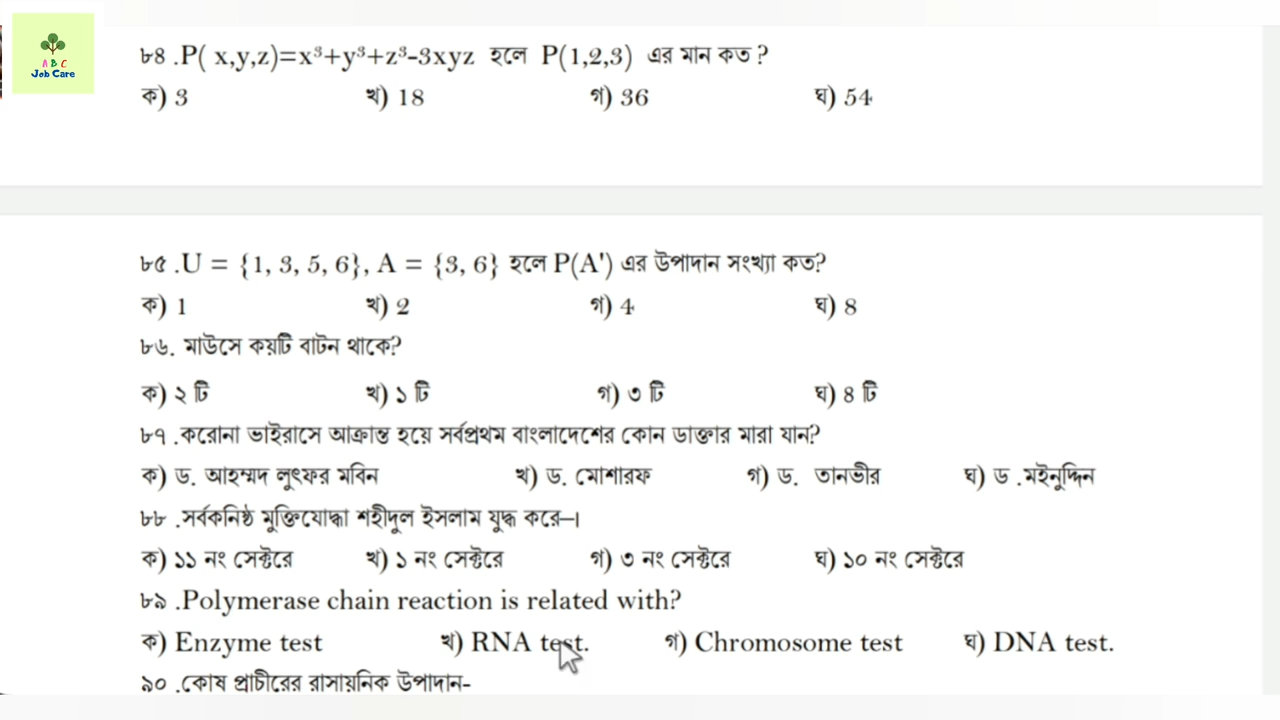 ABC
Job Care
৮৪ .P( x,y,z)=x³+y³+z³-3xyz হলে P(1,2,3) এর মান কত ?
ক) 3 খ) 18 গ) 36 ঘ) 54
৮৫ .U = {1, 3, 5, 6}, A = {3, 6} হলে P(A') এর উপাদান সংখ্যা কত?
ক) 1 খ) 2 গ) 4 ঘ) 8
৮৬. মাউসে কয়টি বাটন থাকে?
ক) ২ টি খ) ১ টি গ) ৩ টি ঘ) ৪ টি
৮৭ .করোনা ভাইরাসে আক্রান্ত হয়ে সর্বপ্রথম বাংলাদেশের কোন ডাক্তার মারা যান?
ক) ড. আহম্মদ লুৎফর মবিন খ) ড. মোশারফ গ) ড. তানভীর ঘ) ড .মইনুদ্দিন
৮৮ .সর্বকনিষ্ঠ মুক্তিযোদ্ধা শহীদুল ইসলাম যুদ্ধ করে–।
ক) ১১ নং সেক্টরে খ) ১ নং সেক্টরে গ) ৩ নং সেক্টরে ঘ) ১০ নং সেক্টরে
৮৯ .Polymerase chain reaction is related with?
ক) Enzyme test খ) RNA test. গ) Chromosome test ঘ) DNA test.
৯০ .কোষ প্রাচীরের রাসায়নিক উপাদান-